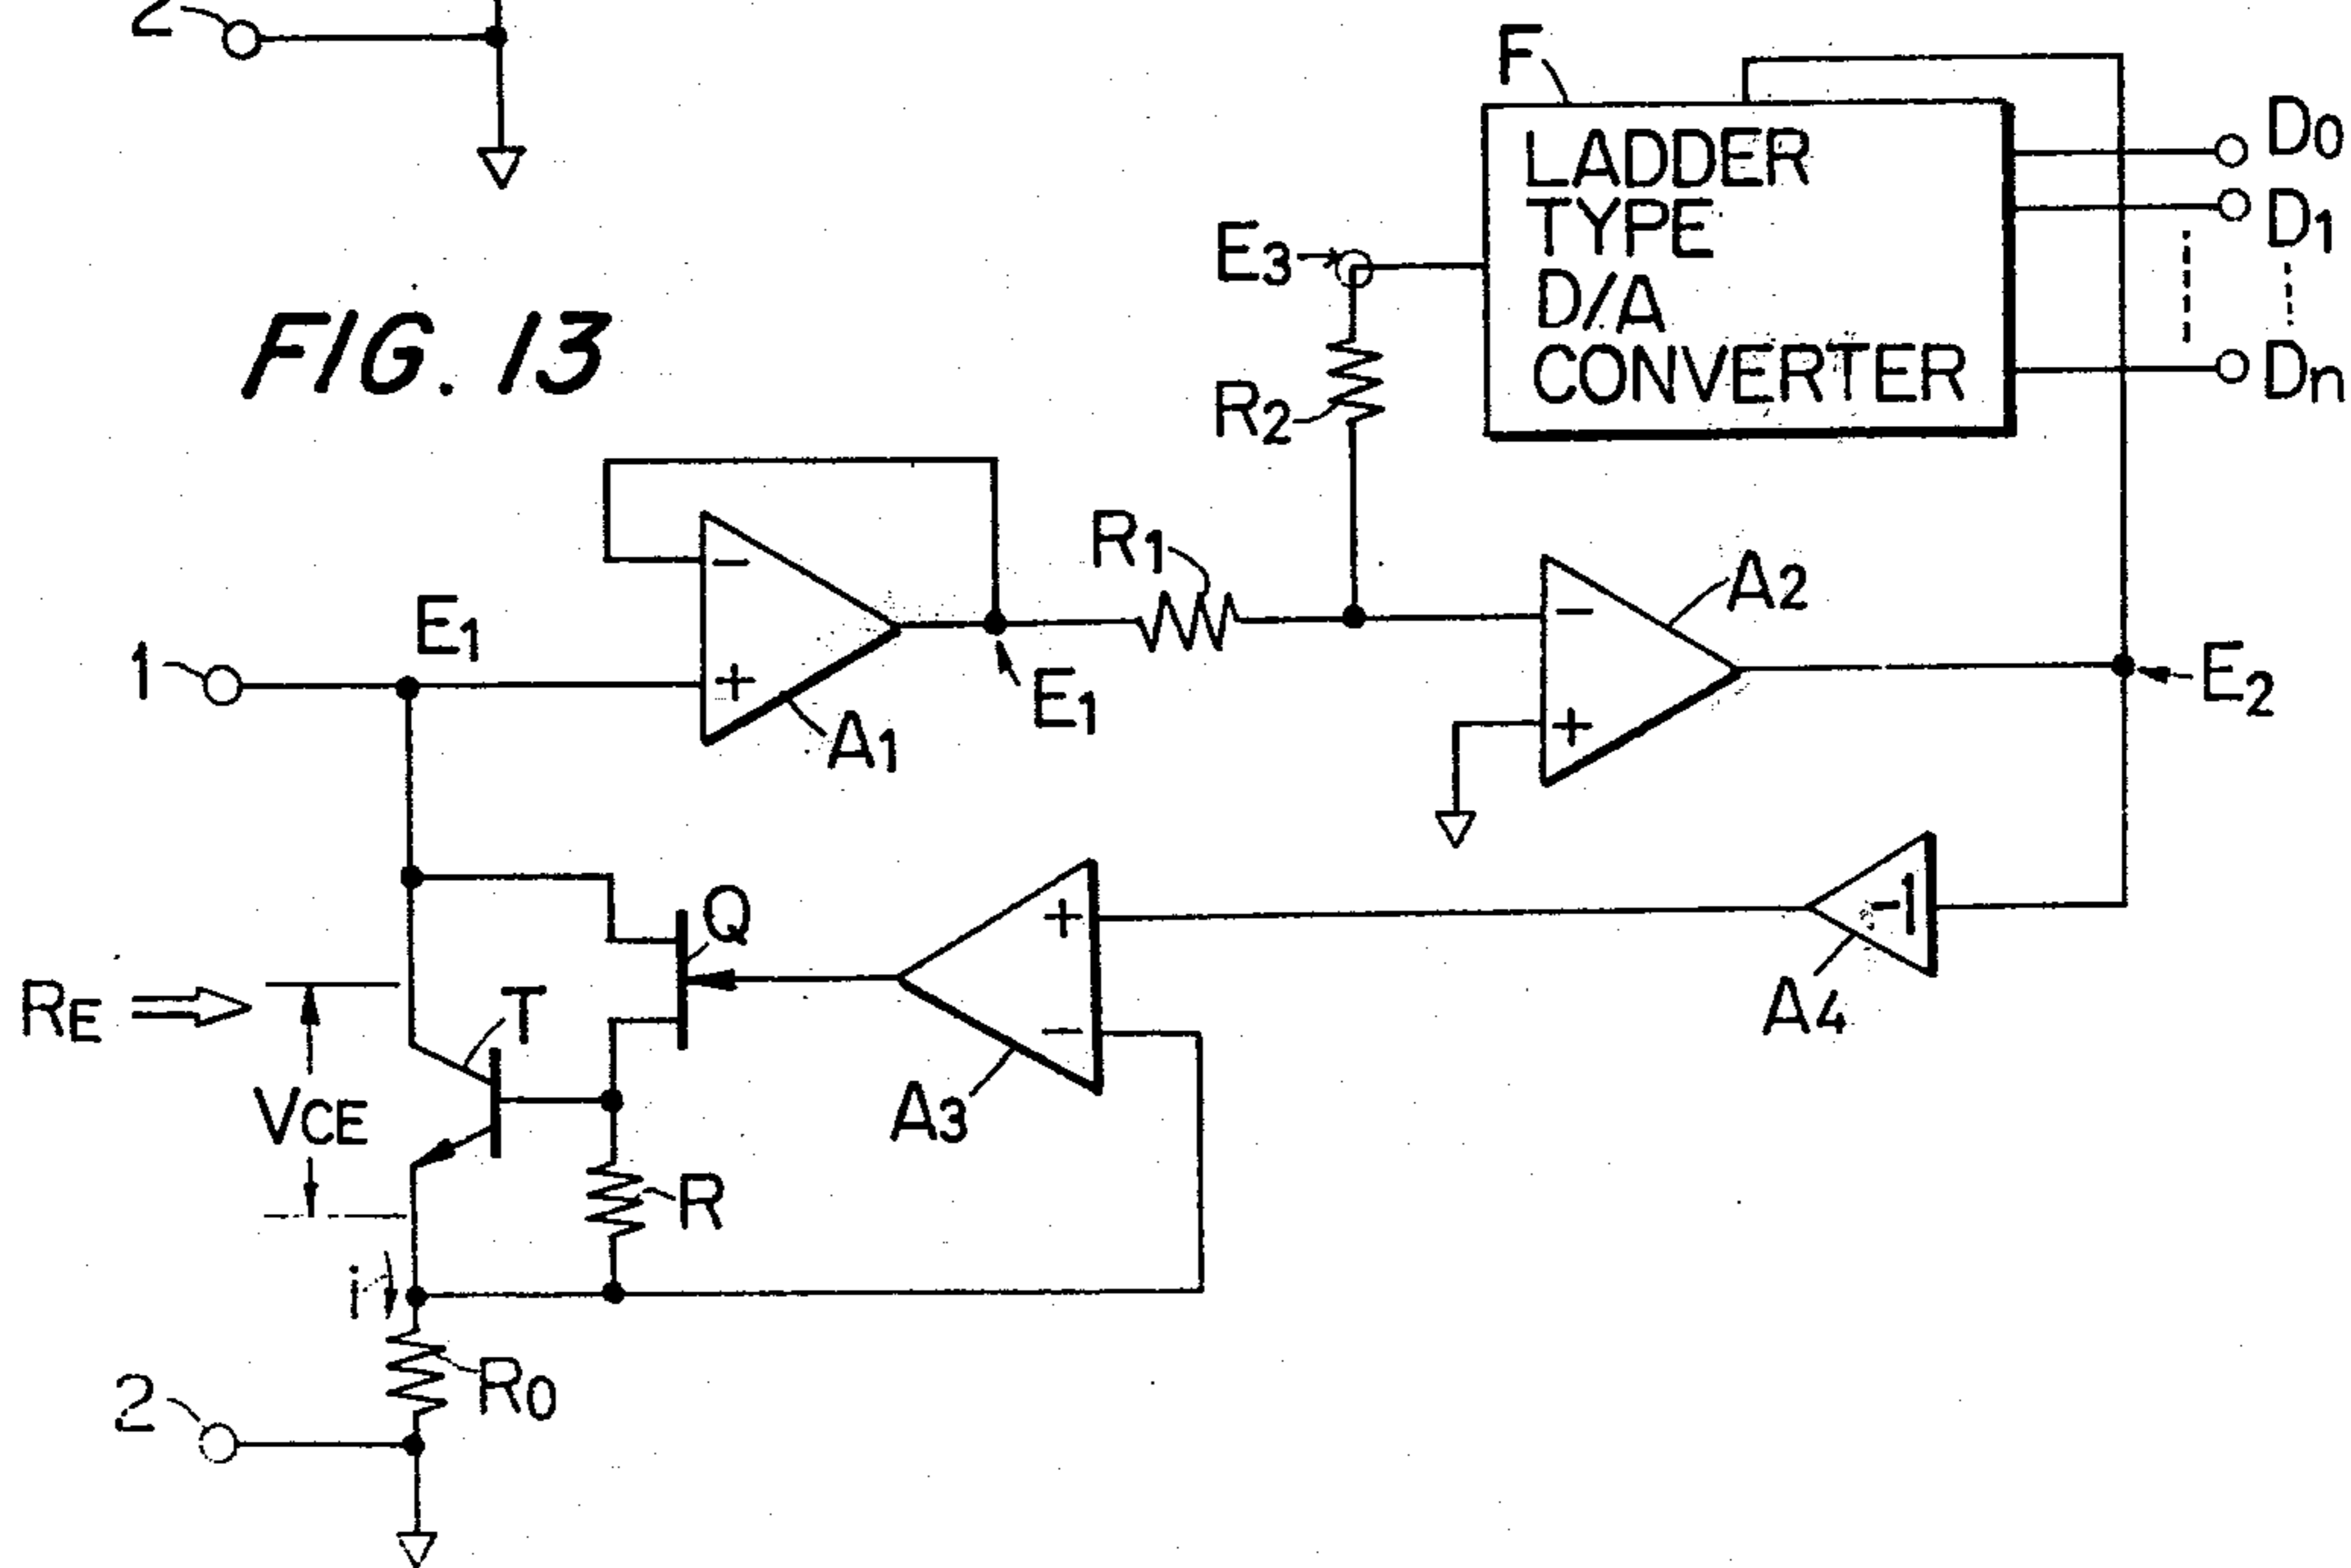 2
FIG. 13
F
LADDER
TYPE
D/A
CONVERTER
D0
D1
Dn
E3
R2
R1
A2
1
E1
−
+
A1
E1
−
+
E2
Q
+
−
A3
-1
A4
RE
T
VCE
R
i
R0
2